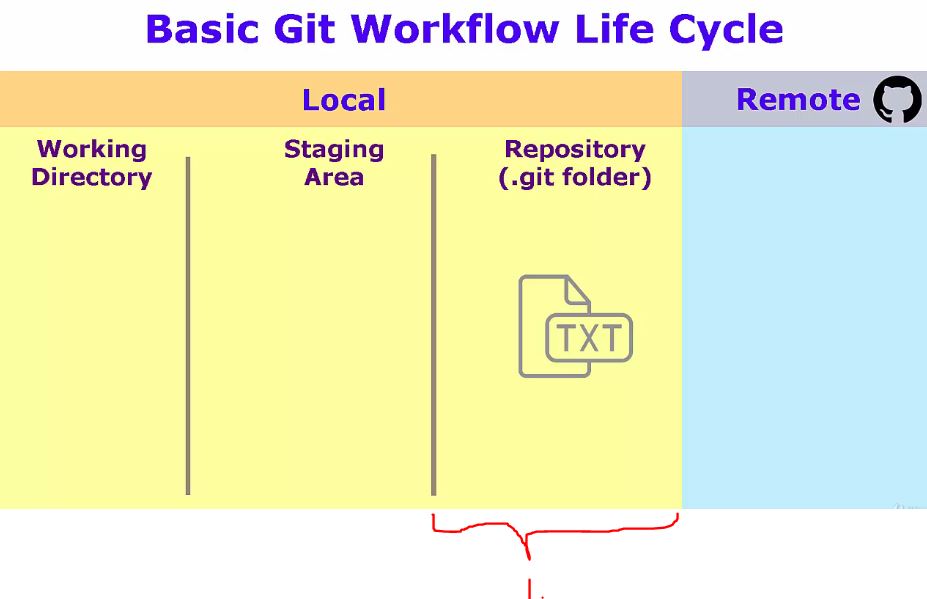 Basic Git Workflow Life Cycle
Local
Remote
Working
Directory
Staging
Area
Repository
(.git folder)
TXT